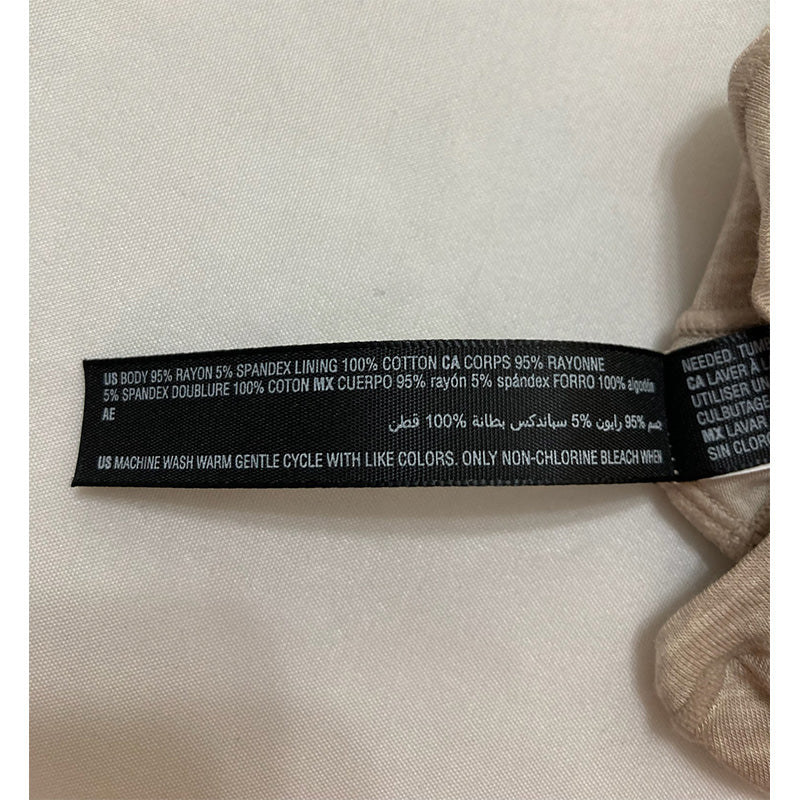 US BODY 95% RAYON 5% SPANDEX LINING 100% COTTON CA CORPS 95% RAYONNE
5% SPANDEX DOUBLURE 100% COTON MX CUERPO 95% rayón 5% spándex FORRO 100% algodón
AE
جسم 95% رايون 5% سباندكس بطانة 100% قطن
US MACHINE WASH WARM GENTLE CYCLE WITH LIKE COLORS. ONLY NON-CHLORINE BLEACH WHEN
NEEDED. TUMB
CA LAVER À L
UTILISER UN
CULBUTAGE
MX LAVAR
SIN CLOR